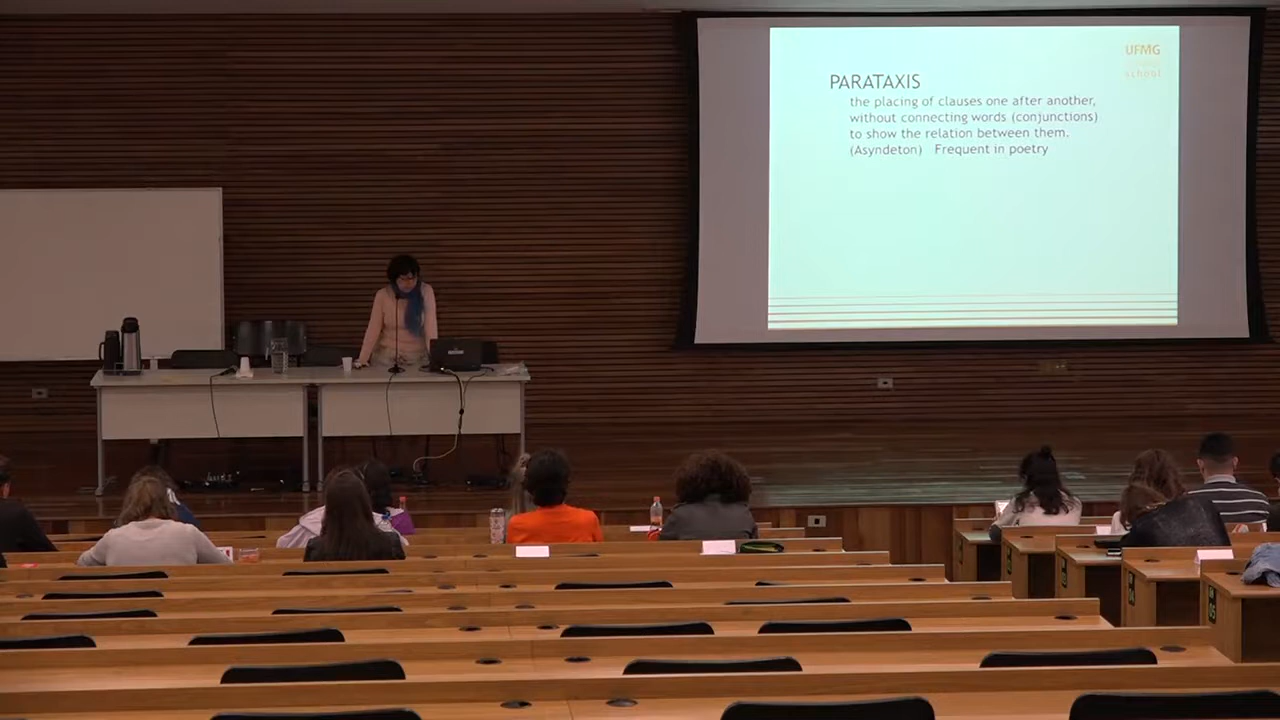 UFMG
school
PARATAXIS
the placing of clauses one after another,
without connecting words (conjunctions)
to show the relation between them.
(Asyndeton) Frequent in poetry